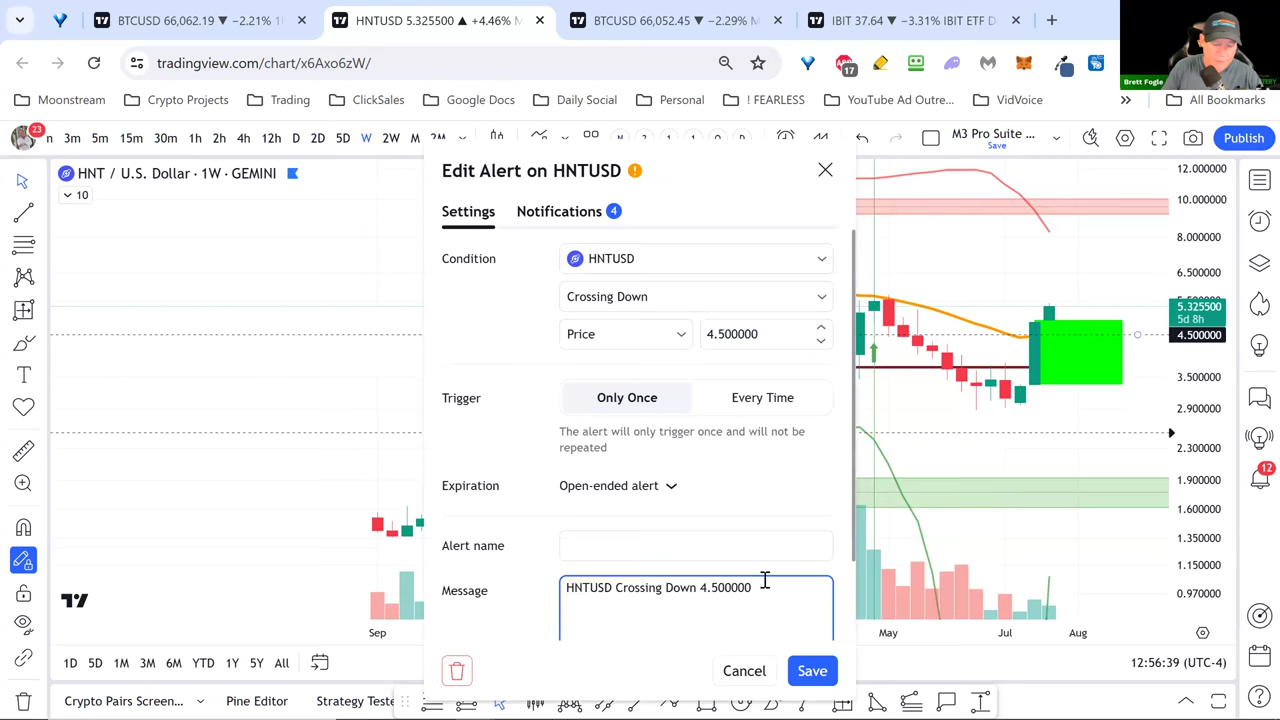 BTCUSD 66,062.19 ▼ −2.21% 1
HNTUSD 5.325500 ▲ +4.46% M
BTCUSD 66,052.45 ▼ −2.29% M
IBIT 37.64 ▼ −3.31% IBIT ETF D
tradingview.com/chart/x6Axo6zW/
17
Brett Fogle
Moonstream
Crypto Projects
Trading
ClickSales
Google Docs
Daily Social
Personal
! FEARLESS
YouTube Ad Outre...
VidVoice
All Bookmarks
23
3m 5m 15m 30m 1h 2h 4h 12h D 2D 5D W 2W M 2M
M3 Pro Suite ...
Save
Publish
HNT / U.S. Dollar · 1W · GEMINI
10
Edit Alert on HNTUSD
Settings
Notifications 4
Condition
HNTUSD
Crossing Down
Price
4.500000
Trigger
Only Once
Every Time
The alert will only trigger once and will not be
repeated
Expiration
Open-ended alert
Alert name
Message
HNTUSD Crossing Down 4.500000
Cancel
Save
12.000000
10.000000
8.000000
6.500000
5.325500
5d 8h
4.500000
3.500000
2.900000
2.300000
1.900000
1.600000
1.350000
1.150000
0.970000
12
Sep
May
Jul
Aug
1D 5D 1M 3M 6M YTD 1Y 5Y All
12:56:39 (UTC-4)
Crypto Pairs Screen...
Pine Editor
Strategy Teste